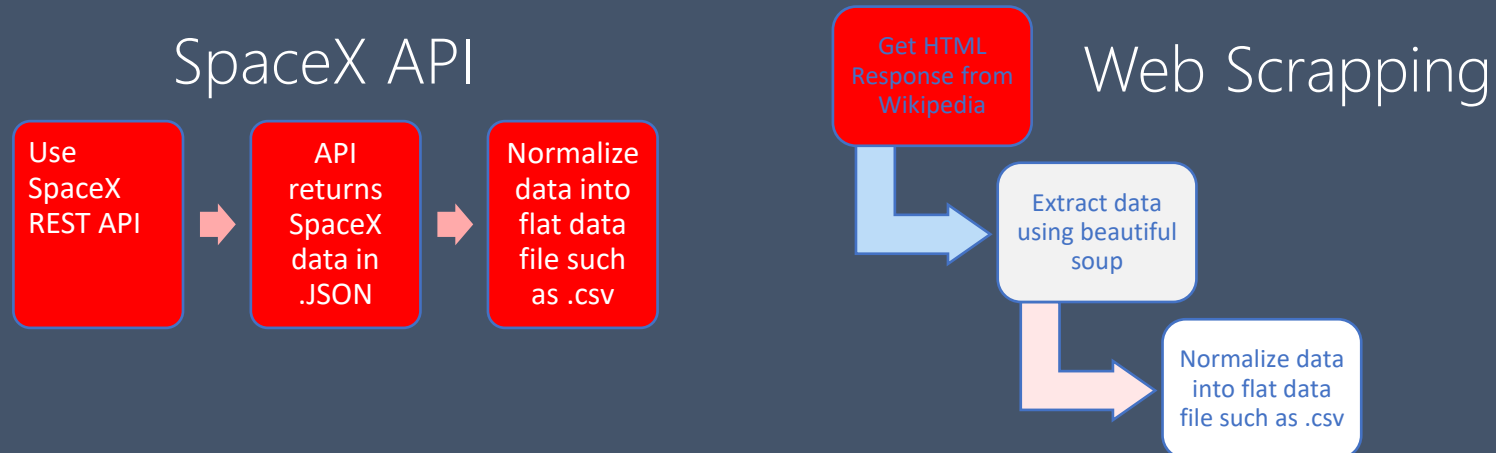 SpaceX API
Use
SpaceX
REST API
API
returns
SpaceX
data in
.JSON
Normalize
data into
flat data
file such
as .csv
Web Scrapping
Get HTML
Response from
Wikipedia
Extract data
using beautiful
soup
Normalize data
into flat data
file such as .csv